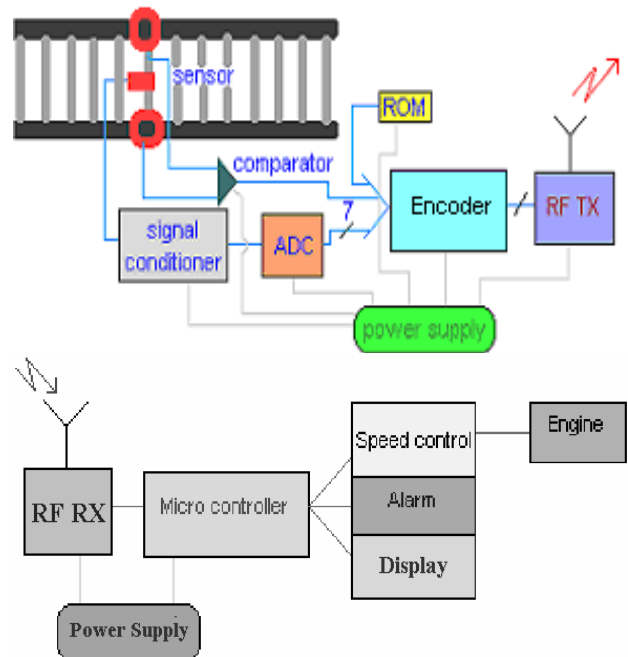 sensor
ROM
comparator
7
Encoder
RF TX
signal
conditioner
ADC
power supply
Speed control
Engine
RF RX
Micro controller
Alarm
Display
Power Supply